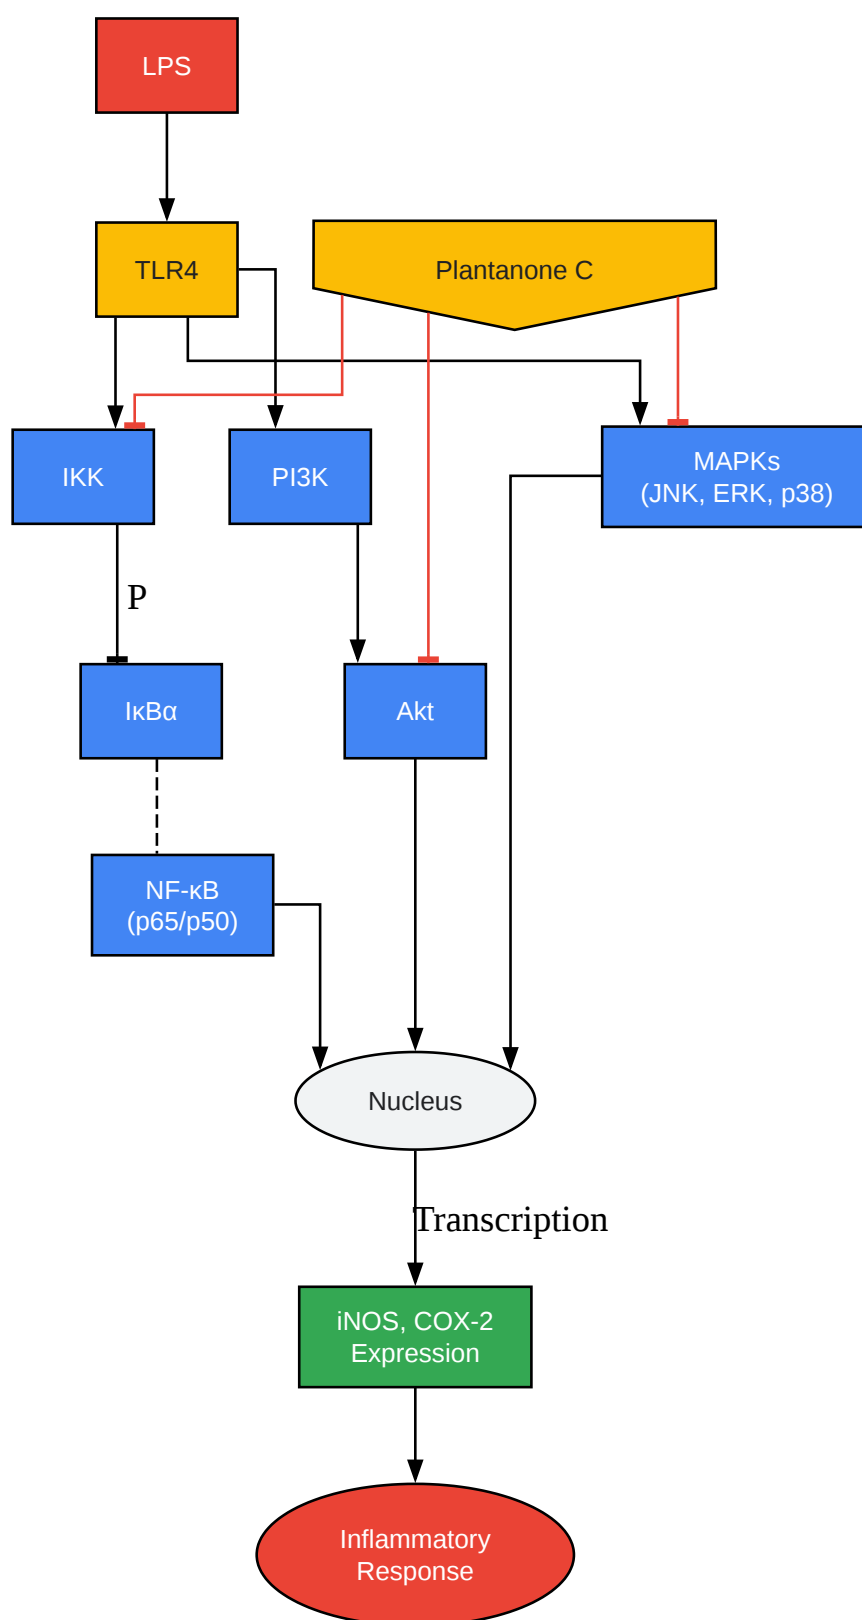 LPS
TLR4
Plantanone C
IKK
PI3K
MAPKs
(JNK, ERK, p38)
P
IκBα
Akt
NF-κB
(p65/p50)
Nucleus
Transcription
iNOS, COX-2
Expression
Inflammatory
Response